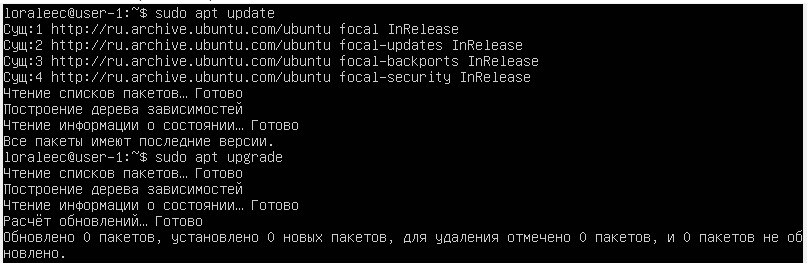 loraleec@user-1:~$ sudo apt update
Сущ:1 http://ru.archive.ubuntu.com/ubuntu focal InRelease
Сущ:2 http://ru.archive.ubuntu.com/ubuntu focal-updates InRelease
Сущ:3 http://ru.archive.ubuntu.com/ubuntu focal-backports InRelease
Сущ:4 http://ru.archive.ubuntu.com/ubuntu focal-security InRelease
Чтение списков пакетов… Готово
Построение дерева зависимостей
Чтение информации о состоянии… Готово
Все пакеты имеют последние версии.
loraleec@user-1:~$ sudo apt upgrade
Чтение списков пакетов… Готово
Построение дерева зависимостей
Чтение информации о состоянии… Готово
Расчёт обновлений… Готово
Обновлено 0 пакетов, установлено 0 новых пакетов, для удаления отмечено 0 пакетов, и 0 пакетов не об
новлено.